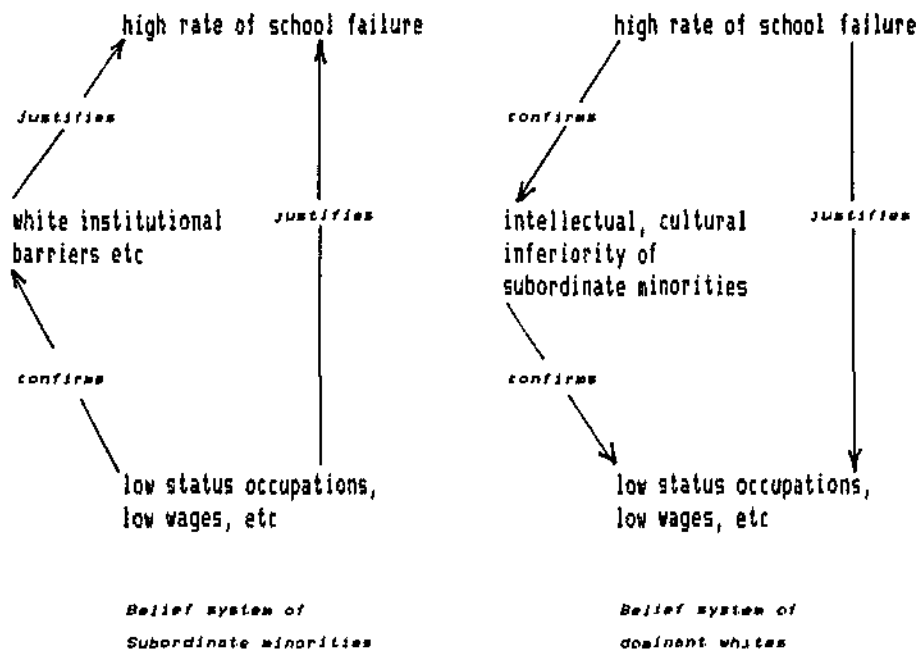 high rate of school failure
justifies
white institutional
barriers etc
justifies
confirms
low status occupations,
low wages, etc
Belief system of
Subordinate minorities
high rate of school failure
confirms
intellectual, cultural
inferiority of
subordinate minorities
justifies
confirms
low status occupations,
low wages, etc
Belief system of
dominant whites